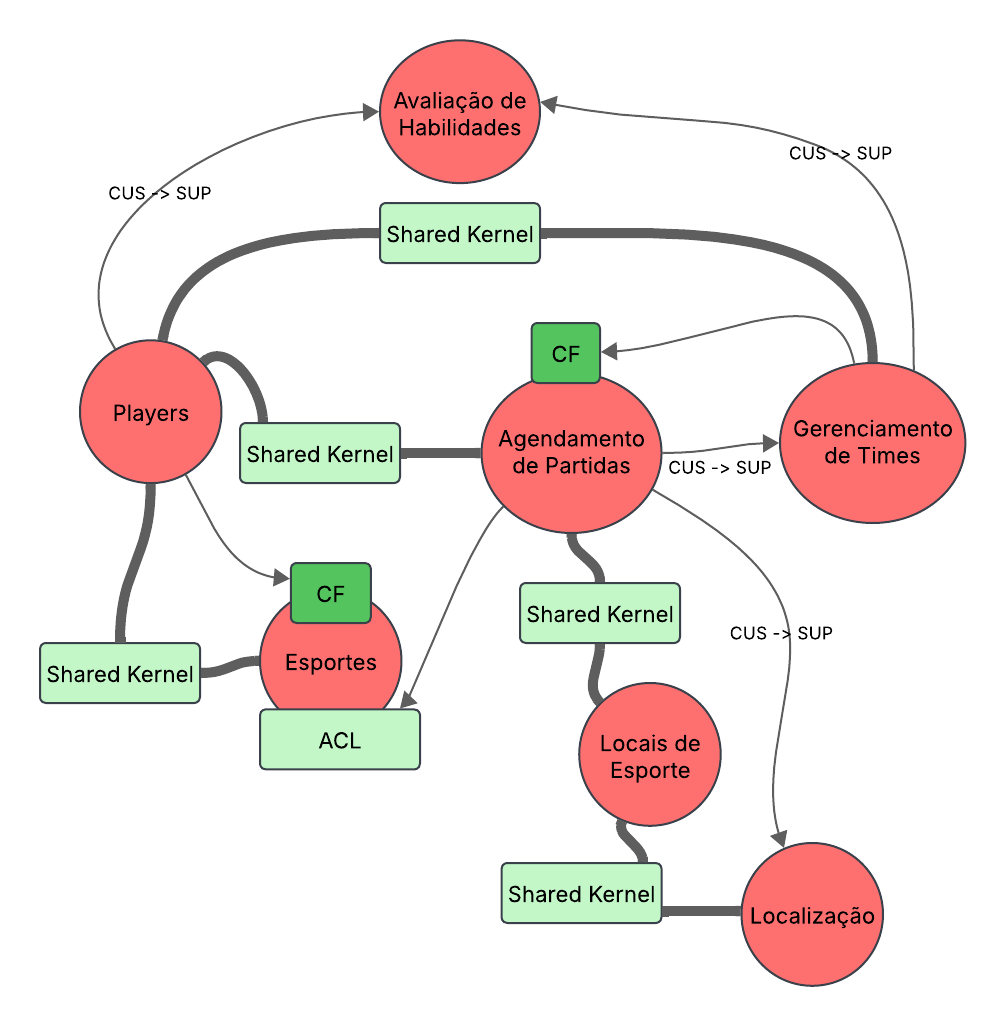 Avaliação de
Habilidades
CUS -> SUP
CUS -> SUP
Shared Kernel
CF
Players
Shared Kernel
Agendamento
de Partidas
CUS -> SUP
Gerenciamento
de Times
CF
Esportes
Shared Kernel
ACL
Shared Kernel
CUS -> SUP
Locais de
Esporte
Shared Kernel
Localização